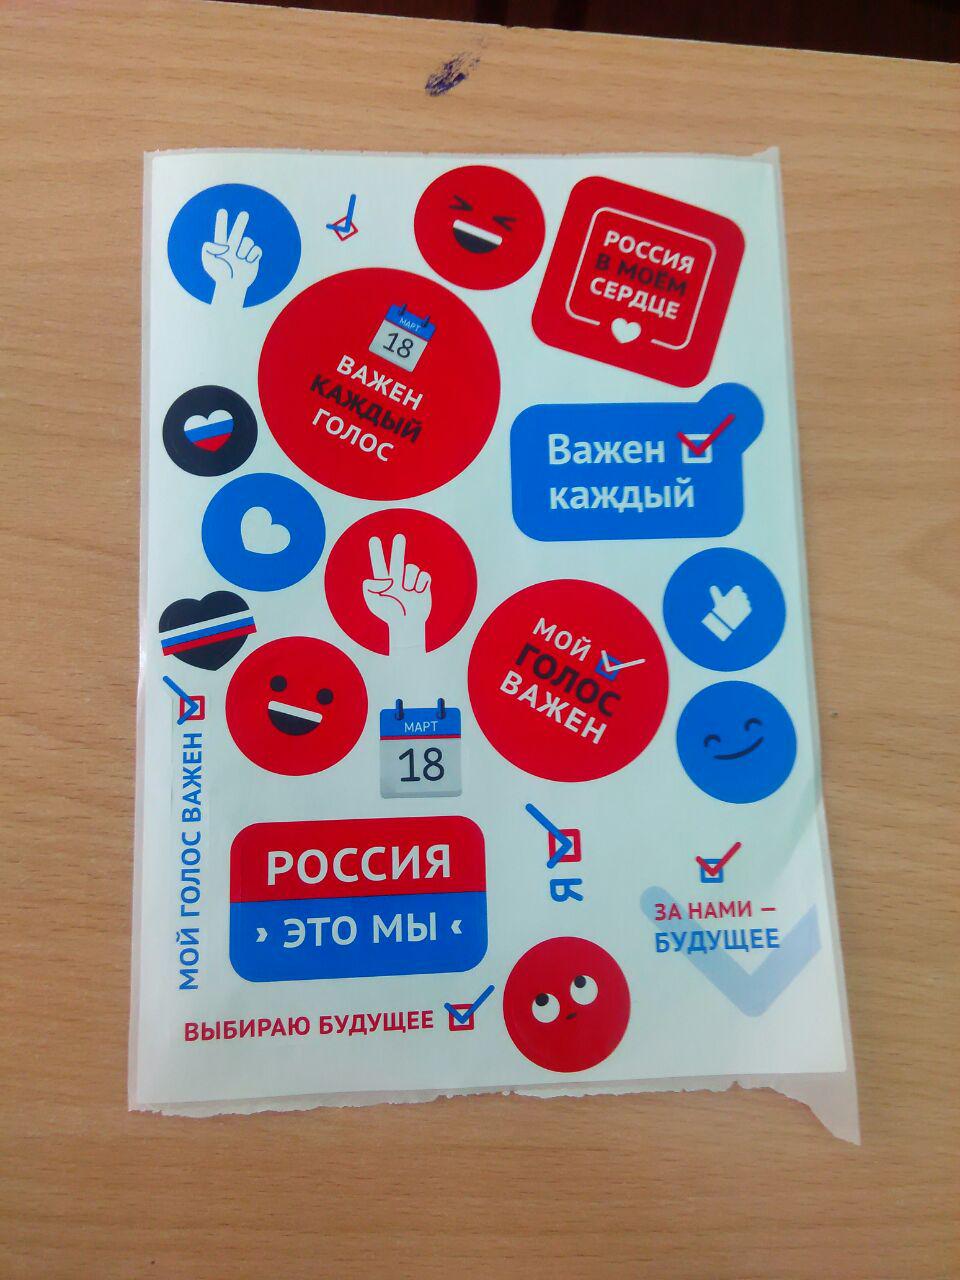 РОССИЯ
В МОЁМ
СЕРДЦЕ
МАРТ
18
ВАЖЕН
КАЖДЫЙ
ГОЛОС
Важен
каждый
МОЙ
ГОЛОС
ВАЖЕН
МАРТ
18
МОЙ ГОЛОС ВАЖЕН
РОССИЯ
› ЭТО МЫ ‹
Я
ЗА НАМИ –
БУДУЩЕЕ
ВЫБИРАЮ БУДУЩЕЕ